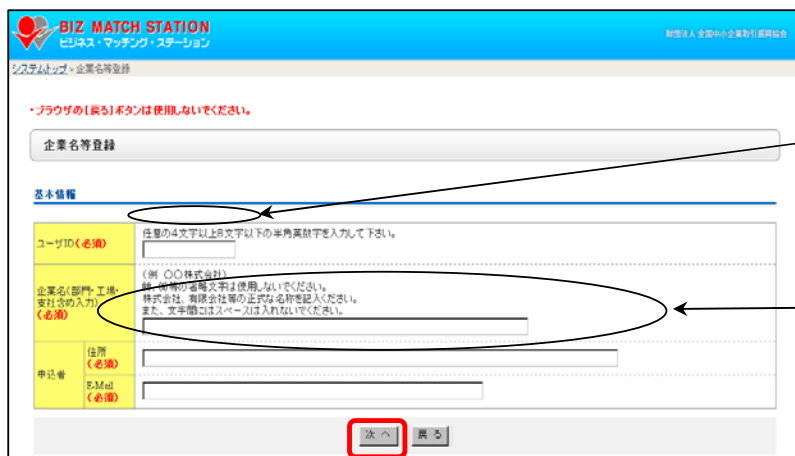 BIZ MATCH STATION
ビジネス・マッチング・ステーション
財団法人 全国中小企業取引振興協会
システムトップ>企業名等登録
・ブラウザの【戻る】ボタンは使用しないでください。
企業名等登録
基本情報
ユーザID(必須)
任意の4文字以上8文字以下の半角英数字を入力して下さい。
企業名(部門・工場・支社含め入力)
(必須)
(例 〇〇株式会社)
等の省略文字は使用しないでください。
株式会社、有限会社等の正式な名称を記入ください。
また、文字間にはスペースは入れないでください。
申込者
住所
(必須)
E-Mail
(必須)
次 へ
戻 る